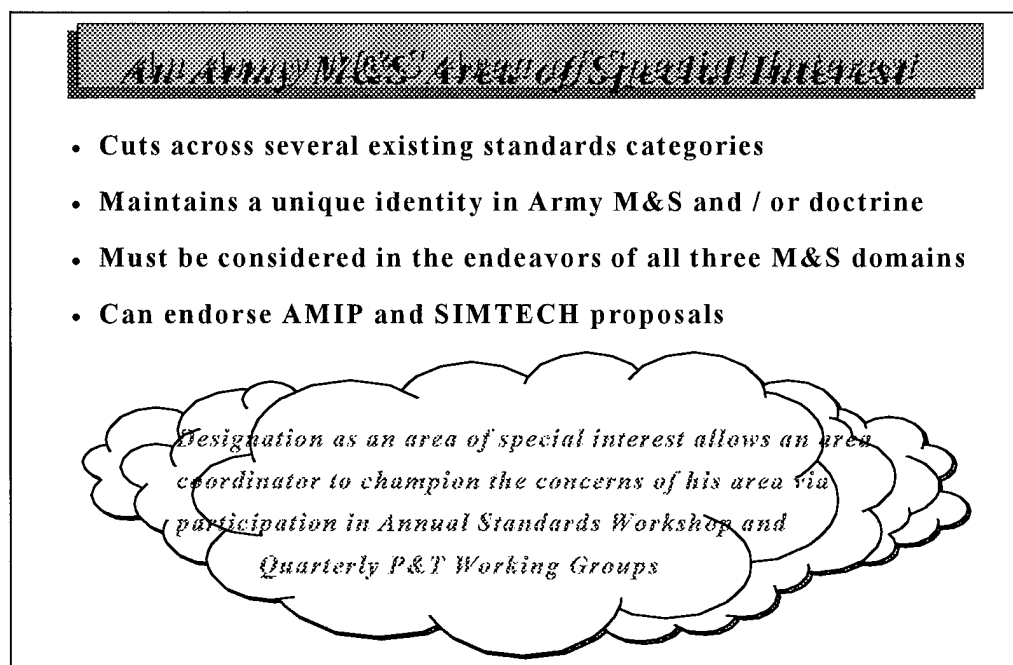 An Army M&S Area of Special Interest
• Cuts across several existing standards categories
• Maintains a unique identity in Army M&S and / or doctrine
• Must be considered in the endeavors of all three M&S domains
• Can endorse AMIP and SIMTECH proposals
Designation as an area of special interest allows an area
coordinator to champion the concerns of his area via
participation in Annual Standards Workshop and
Quarterly P&T Working Groups